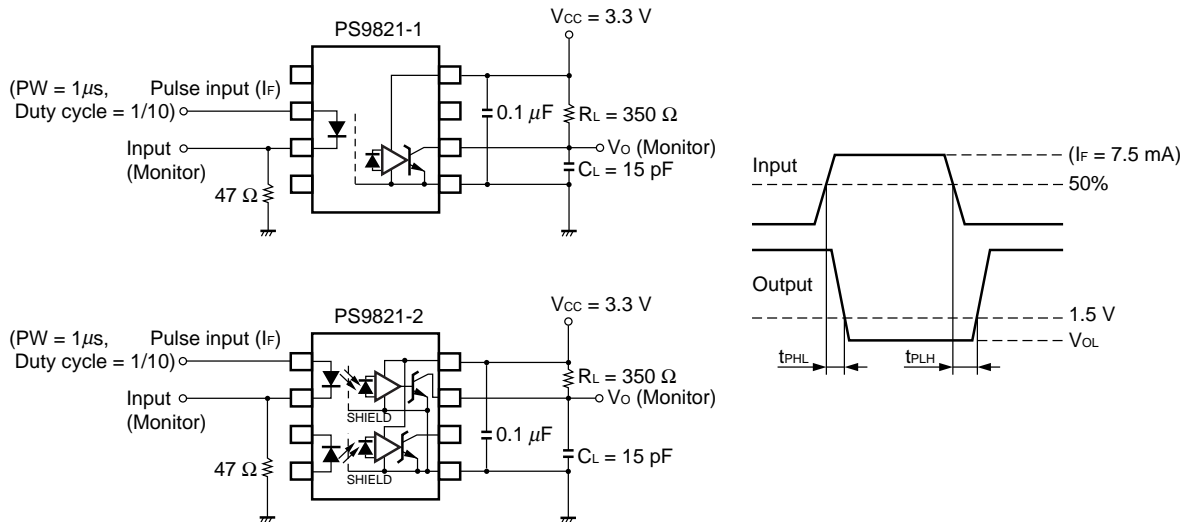 VCC = 3.3 V
PS9821-1
(PW = 1μs, Pulse input (IF)
Duty cycle = 1/10)
0.1 μF
RL = 350 Ω
Input
(Monitor)
VO (Monitor)
CL = 15 pF
47 Ω
Input
(IF = 7.5 mA)
50%
Output
1.5 V
VOL
tPHL
tPLH
VCC = 3.3 V
PS9821-2
(PW = 1μs, Pulse input (IF)
Duty cycle = 1/10)
RL = 350 Ω
Input
(Monitor)
VO (Monitor)
SHIELD
0.1 μF
CL = 15 pF
47 Ω
SHIELD